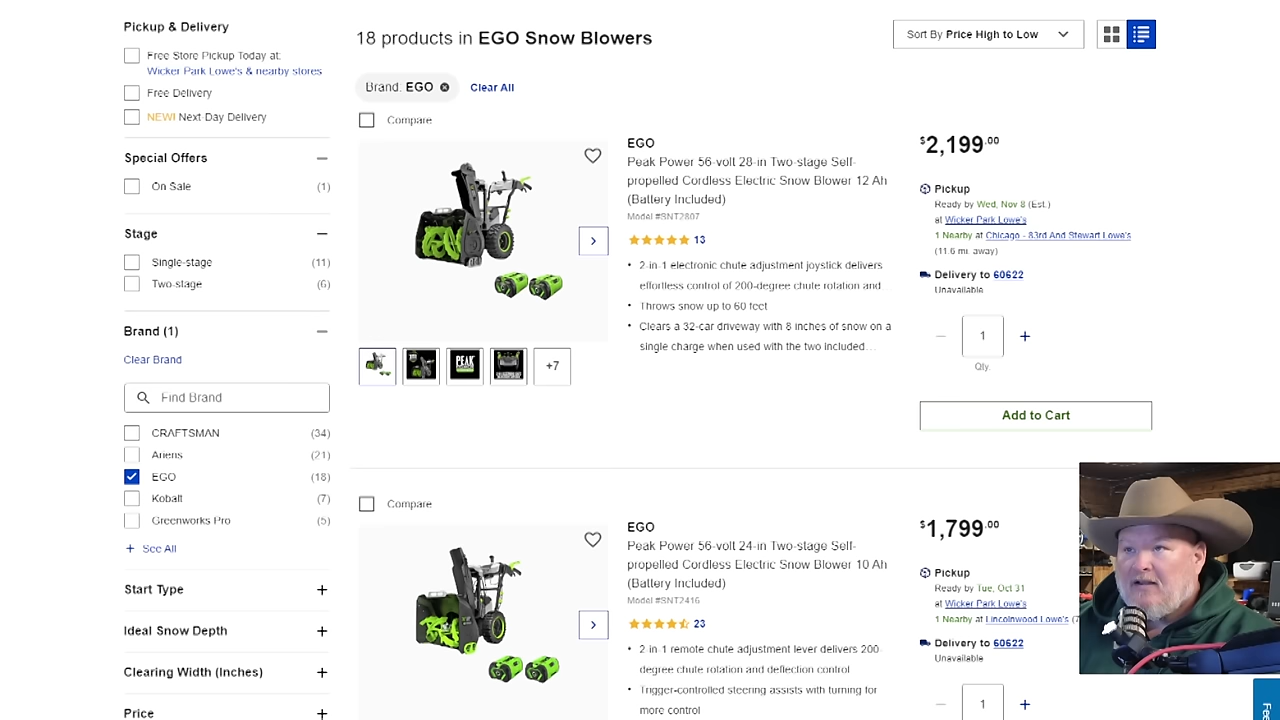 Pickup & Delivery
Free Store Pickup Today at:
Wicker Park Lowe's & nearby stores
Free Delivery
NEW! Next Day Delivery
Special Offers
On Sale (1)
Stage
Single-stage (11)
Two-stage (6)
Brand (1)
Clear Brand
Find Brand
CRAFTSMAN (34)
Ariens (21)
EGO (18)
Kobalt (7)
Greenworks Pro (5)
+ See All
Start Type
Ideal Snow Depth
Clearing Width (Inches)
Price
18 products in EGO Snow Blowers
Sort By Price High to Low
Brand: EGO
Clear All
Compare
EGO
Peak Power 56-volt 28-in Two-stage Self-
propelled Cordless Electric Snow Blower 12 Ah
(Battery Included)
Model #SNT2807
13
• 2-in-1 electronic chute adjustment joystick delivers
effortless control of 200-degree chute rotation and
• Throws snow up to 60 feet
• Clears a 32-car driveway with 8 inches of snow on a
single charge when used with the two included...
PEAK
+7
$2,199.00
Pickup
Ready by Wed, Nov 8 (Est.)
at Wicker Park Lowe's
1 Nearby at Chicago - 83rd And Stewart Lowe's
(11.6 mi. away)
Delivery to 60622
Unavailable
1
Qty.
Add to Cart
Compare
EGO
Peak Power 56-volt 24-in Two-stage Self-
propelled Cordless Electric Snow Blower 10 Ah
(Battery Included)
Model #SNT2416
23
• 2-in-1 remote chute adjustment lever delivers 200-
degree chute rotation and deflection control
• Trigger-controlled steering assists with turning for
more control
$1,799.00
Pickup
Ready by Tue, Oct 31
at Wicker Park Lowe's
1 Nearby at Lincolnwood Lowe's (7
Delivery to 60622
Unavailable
1